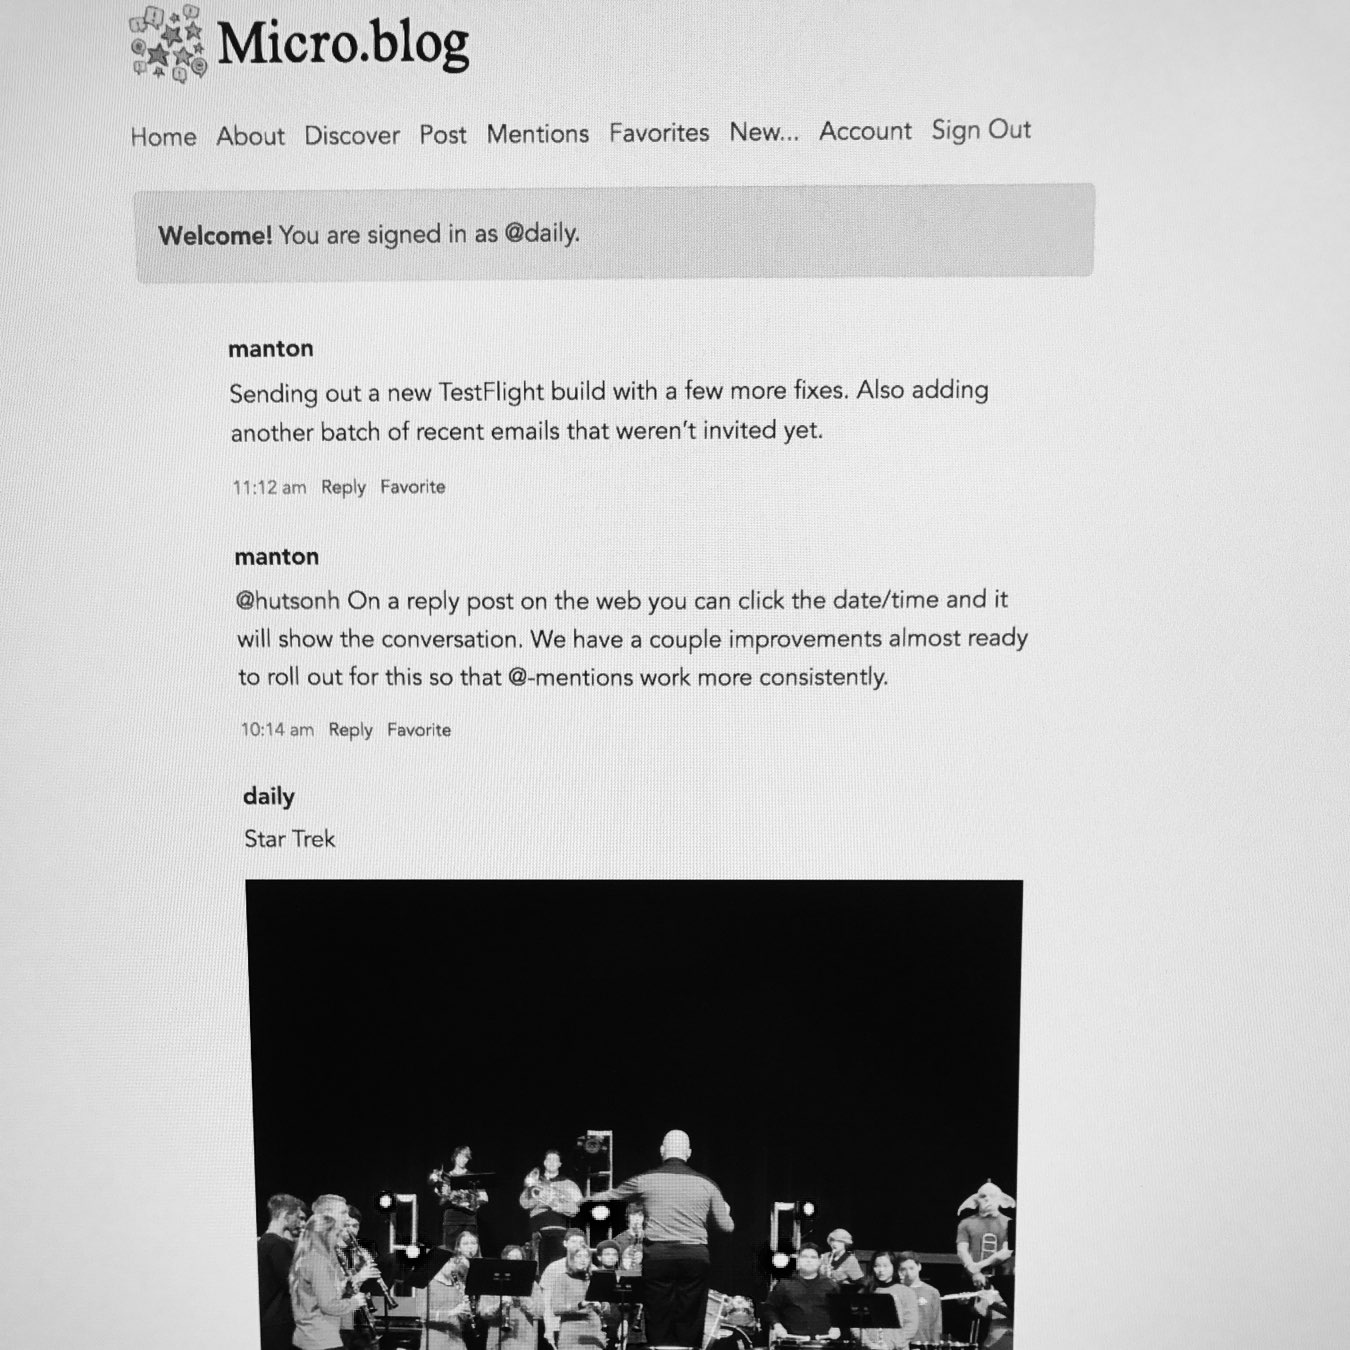 Micro.blog
Home About Discover Post Mentions Favorites New... Account Sign Out
Welcome! You are signed in as @daily.
manton
Sending out a new TestFlight build with a few more fixes. Also adding
another batch of recent emails that weren’t invited yet.
11:12 am Reply Favorite
manton
@hutsonh On a reply post on the web you can click the date/time and it
will show the conversation. We have a couple improvements almost ready
to roll out for this so that @-mentions work more consistently.
10:14 am Reply Favorite
daily
Star Trek